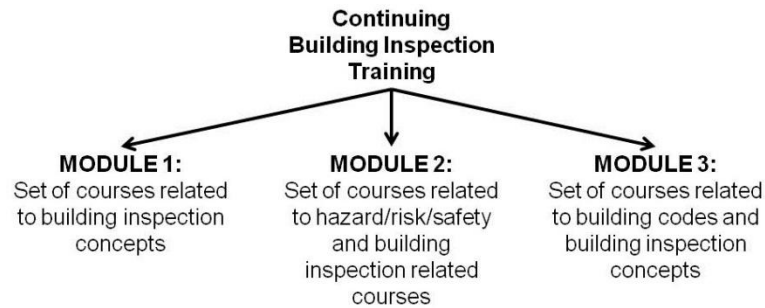 Continuing
Building Inspection
Training
MODULE 1:
Set of courses related
to building inspection
concepts
MODULE 2:
Set of courses related
to hazard/risk/safety
and building
inspection related
courses
MODULE 3:
Set of courses related
to building codes and
building inspection
concepts